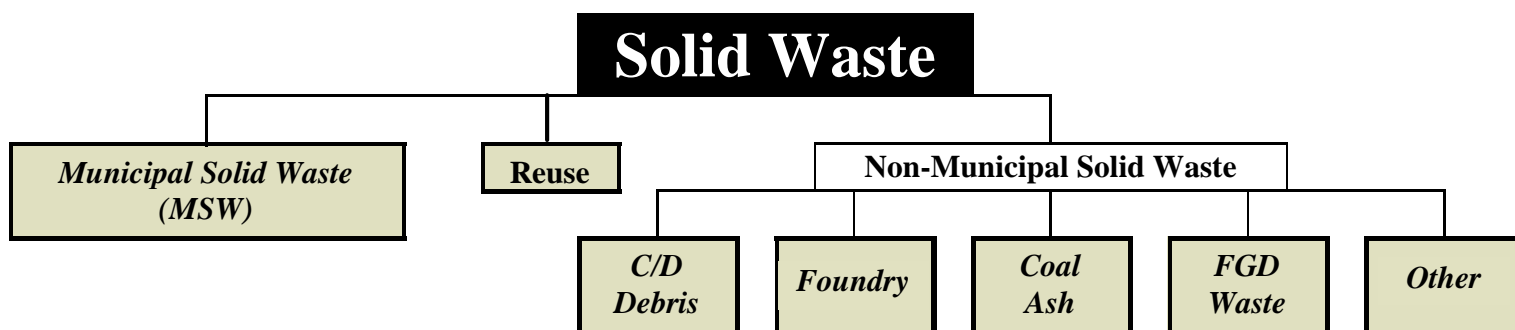 Solid Waste
Municipal Solid Waste
(MSW)
Reuse
Non-Municipal Solid Waste
C/D
Debris
Foundry
Coal
Ash
FGD
Waste
Other